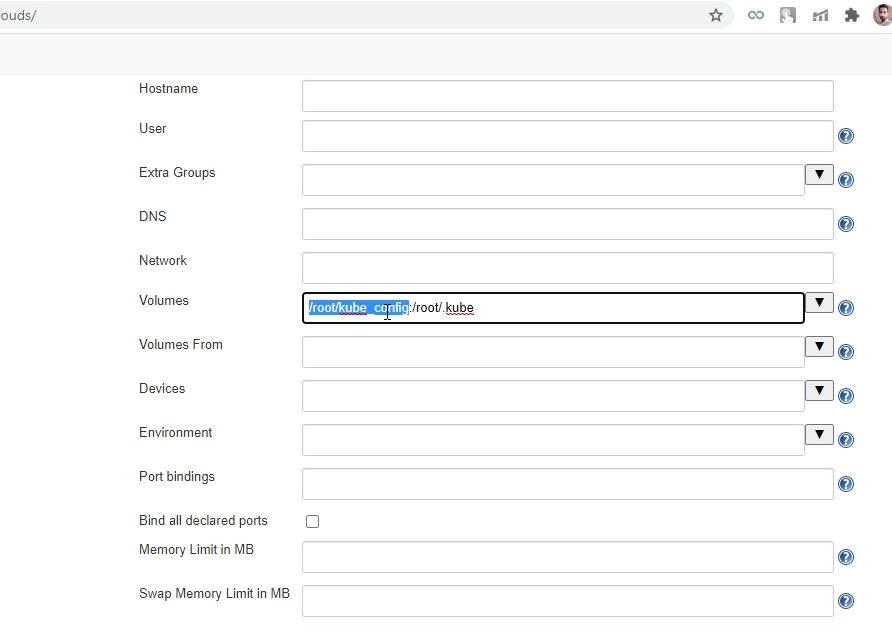 ouds/
Hostname
User
Extra Groups
DNS
Network
Volumes
/root/kube_config:/root/.kube
Volumes From
Devices
Environment
Port bindings
Bind all declared ports
Memory Limit in MB
Swap Memory Limit in MB